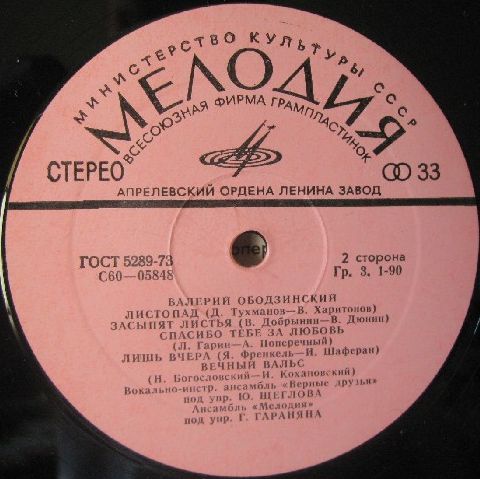 МИНИСТЕРСТВО КУЛЬТУРЫ СССР
МЕЛОДИЯ
ВСЕСОЮЗНАЯ ФИРМА ГРАМПЛАСТИНОК
СТЕРЕО 33
АПРЕЛЕВСКИЙ ОРДЕНА ЛЕНИНА ЗАВОД
ГОСТ 5289-73 2 сторона
С60—05848 Гр. 3. 1-90
ВАЛЕРИЙ ОБОДЗИНСКИЙ
ЛИСТОПАД (Д. Тухманов—В. Харитонов)
ЗАСЫПЯТ ЛИСТЬЯ (В. Добрынин—В. Дюнин)
СПАСИБО ТЕБЕ ЗА ЛЮБОВЬ
(Л. Гарин—А. Поперечный)
ЛИШЬ ВЧЕРА (Я. Френкель—И. Шаферан)
ВЕЧНЫЙ ВАЛЬС
(Н. Богословский—И. Кохановский)
Вокально-инстр. ансамбль «Верные друзья»
под упр. Ю. ЩЕГЛОВА
Ансамбль «Мелодия»
под упр. Г. ГАРАНЯНА